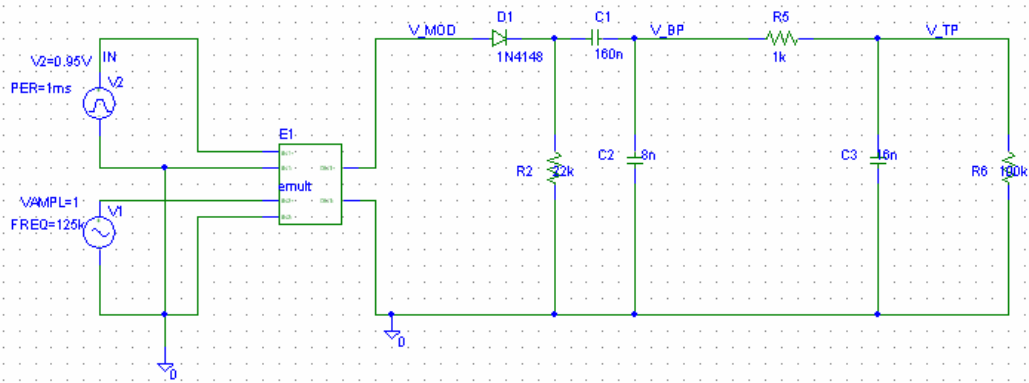 V_MOD
D1
1N4148
C1
160n
V_BP
R5
1k
V_TP
V2=0.95V
IN
PER=1ms
V2
E1
emult
R2
22k
C2
8n
C3
16n
R6
100k
VAMPL=1
V1
FREQ=125k
0
0